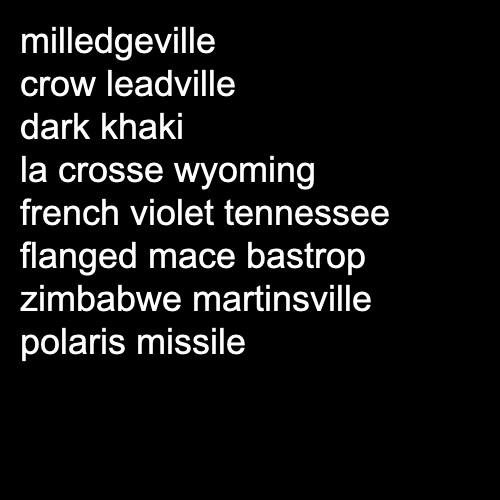 milledgeville
crow leadville
dark khaki
la crosse wyoming
french violet tennessee
flanged mace bastrop
zimbabwe martinsville
polaris missile